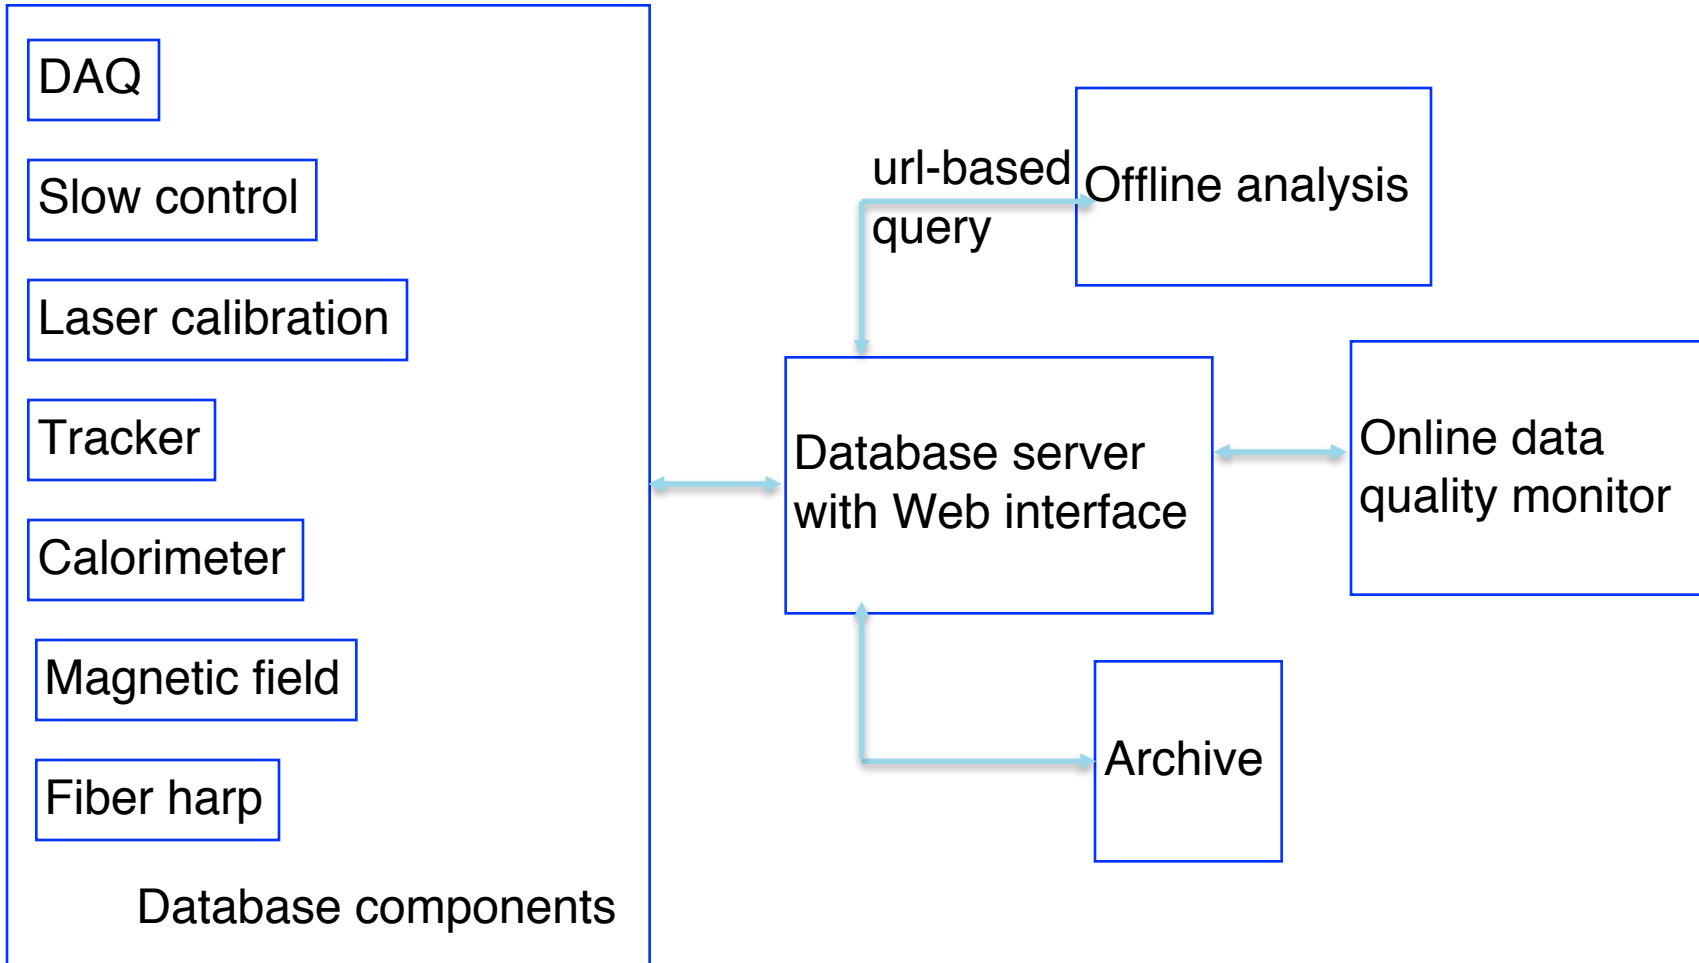 DAQ
Slow control
Laser calibration
Tracker
Calorimeter
Magnetic field
Fiber harp
Database components
url-based
query
Offline analysis
Database server
with Web interface
Online data
quality monitor
Archive